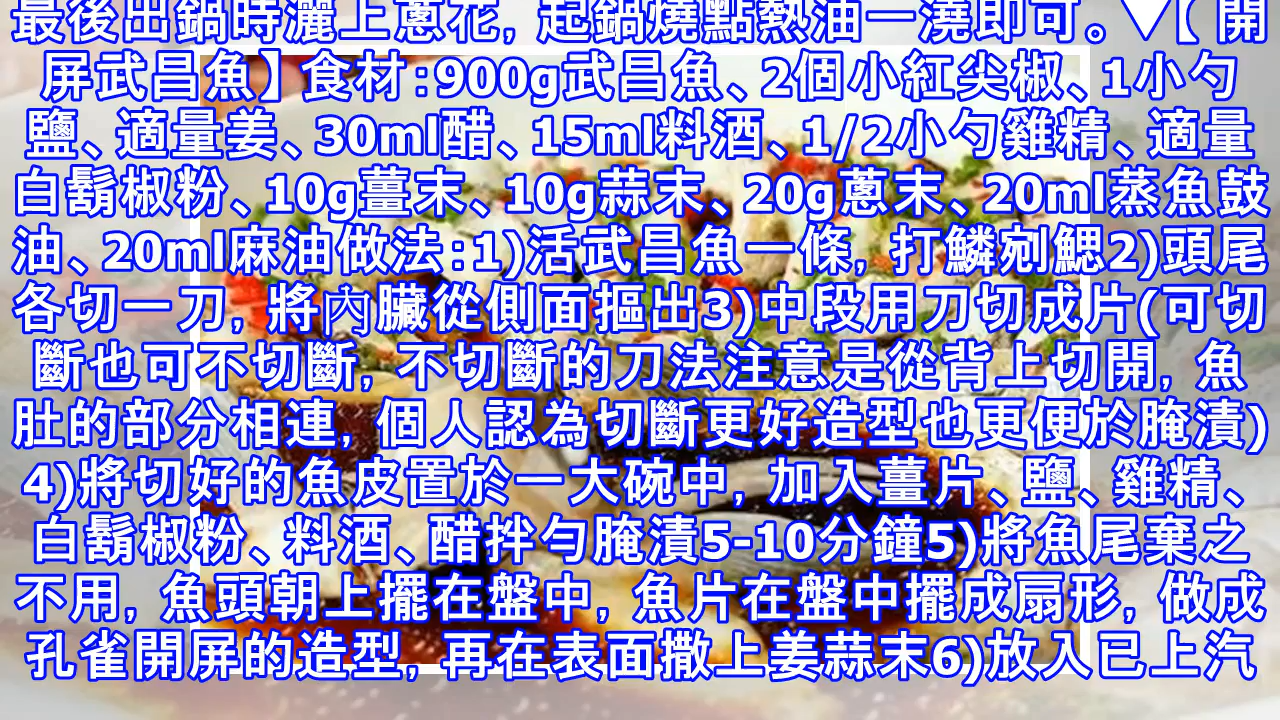 最後出鍋時灑上蔥花, 起鍋燒點熱油一澆即可。▼【 開
屏武昌魚】食材:900g武昌魚、2個小紅尖椒、1小勺
鹽、適量姜、30ml醋、15ml料酒、1/2小勺雞精、適量
白鬍椒粉、10g薑末、10g蒜末、20g蔥末、20ml蒸魚鼓
油、20ml麻油做法:1)活武昌魚一條, 打鱗剜鰓2)頭尾
各切一刀, 將內臟從側面摳出3)中段用刀切成片(可切
斷也可不切斷, 不切斷的刀法注意是從背上切開, 魚
肚的部分相連, 個人認為切斷更好造型也更便於腌漬)
4)將切好的魚皮置於一大碗中, 加入薑片、鹽、雞精、
白鬍椒粉、料酒、醋拌勻腌漬5-10分鐘5)將魚尾棄之
不用, 魚頭朝上擺在盤中, 魚片在盤中擺成扇形, 做成
孔雀開屏的造型, 再在表面撒上姜蒜末6)放入已上汽